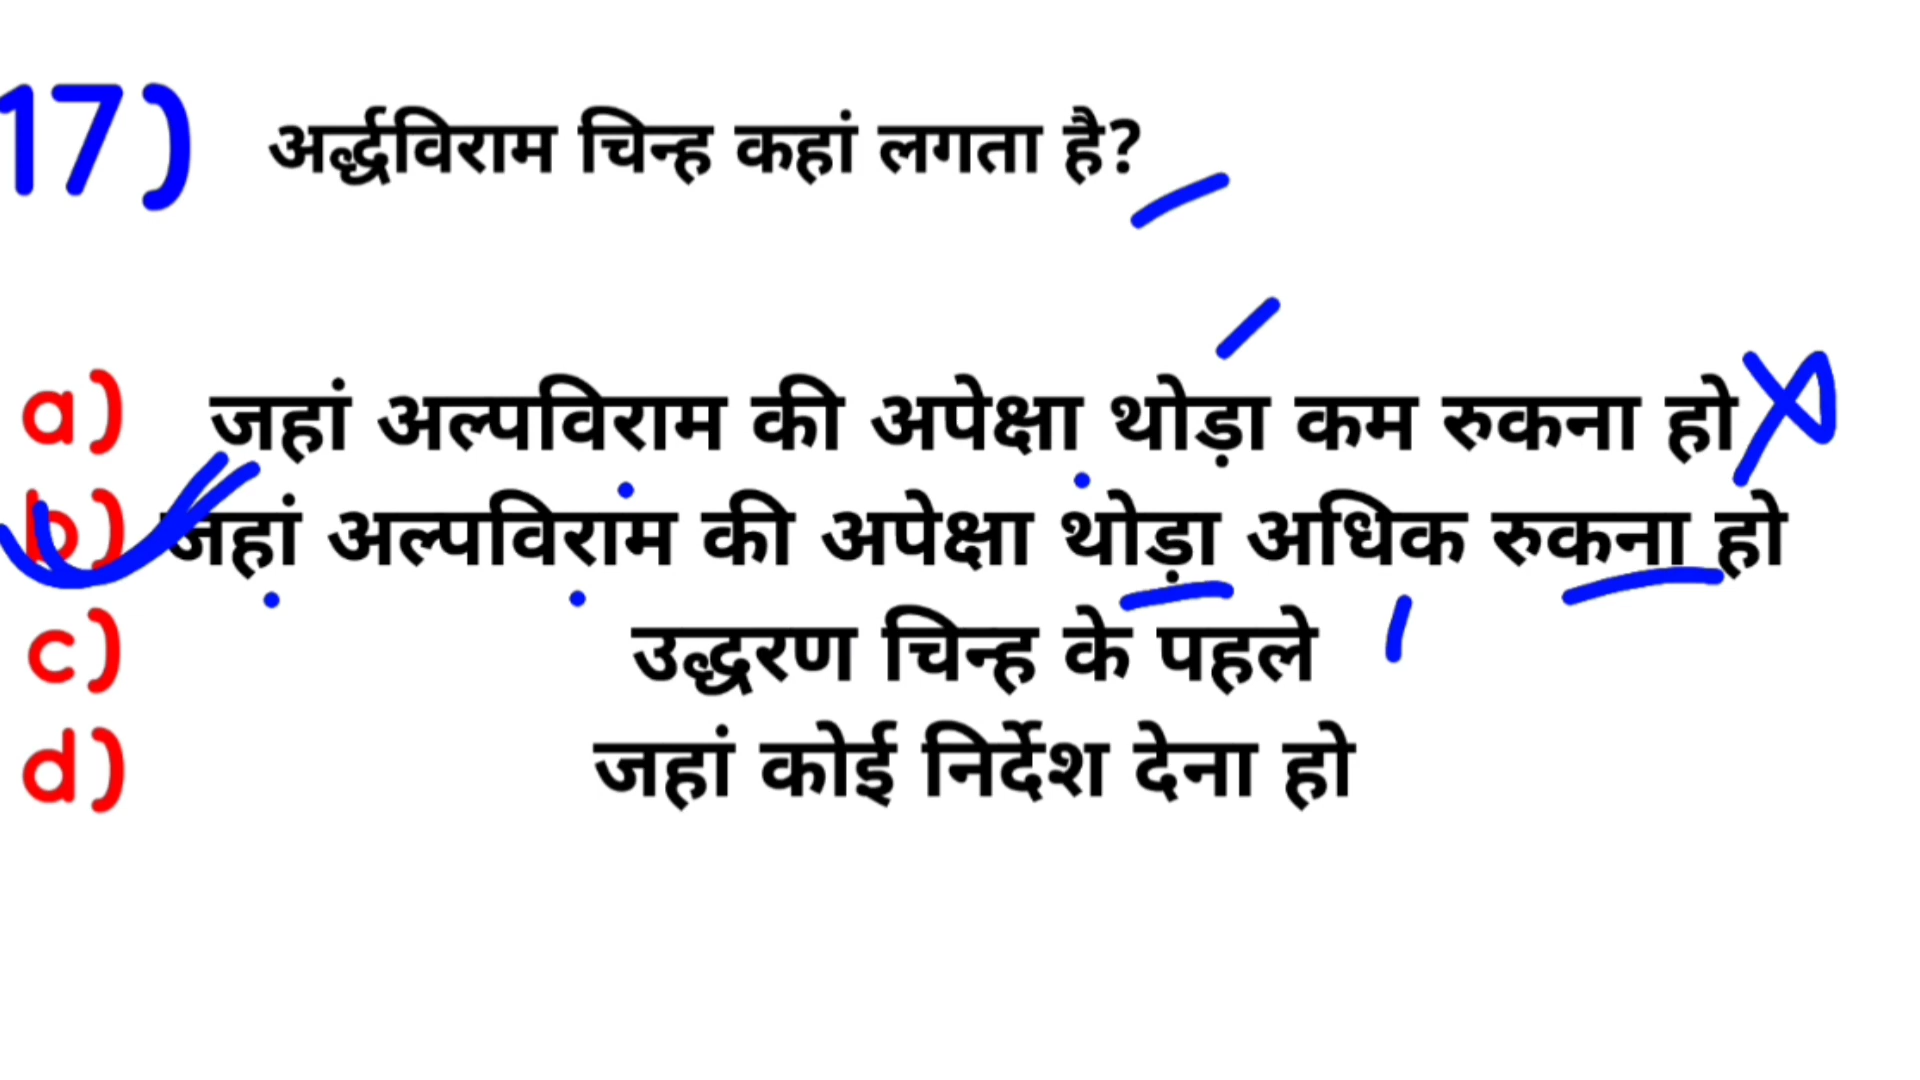 17) अर्द्धविराम चिन्ह कहां लगता है?
a) जहां अल्पविराम की अपेक्षा थोड़ा कम रुकना हो
b) जहां अल्पविराम की अपेक्षा थोड़ा अधिक रुकना हो
c) उद्धरण चिन्ह के पहले
d) जहां कोई निर्देश देना हो